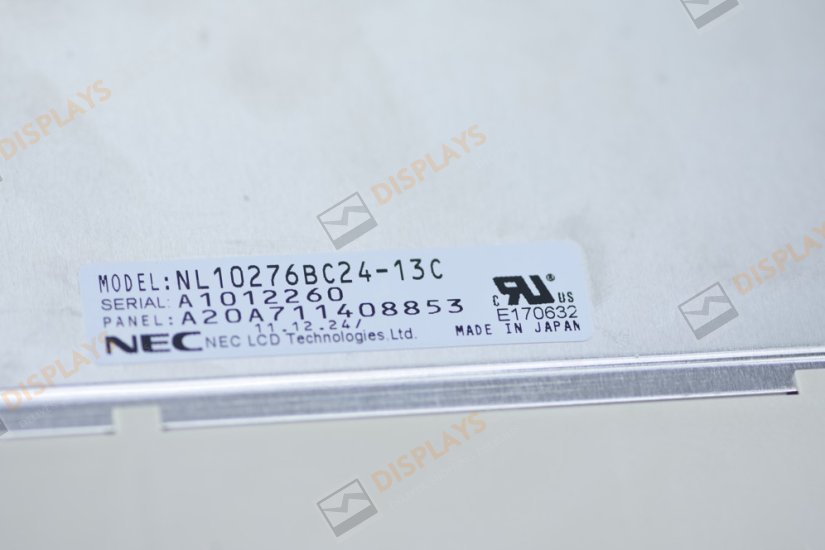 DISPLAYS
DISPLAYS
MODEL:NL10276BC24-13C
SERIAL: A1012260
PANEL: A20A711408853
11.12.24/
NEC NEC LCD Technologies,Ltd.
C US
E170632
MADE IN JAPAN
DISPLAYS
DISPLAYS
DISPLAYS